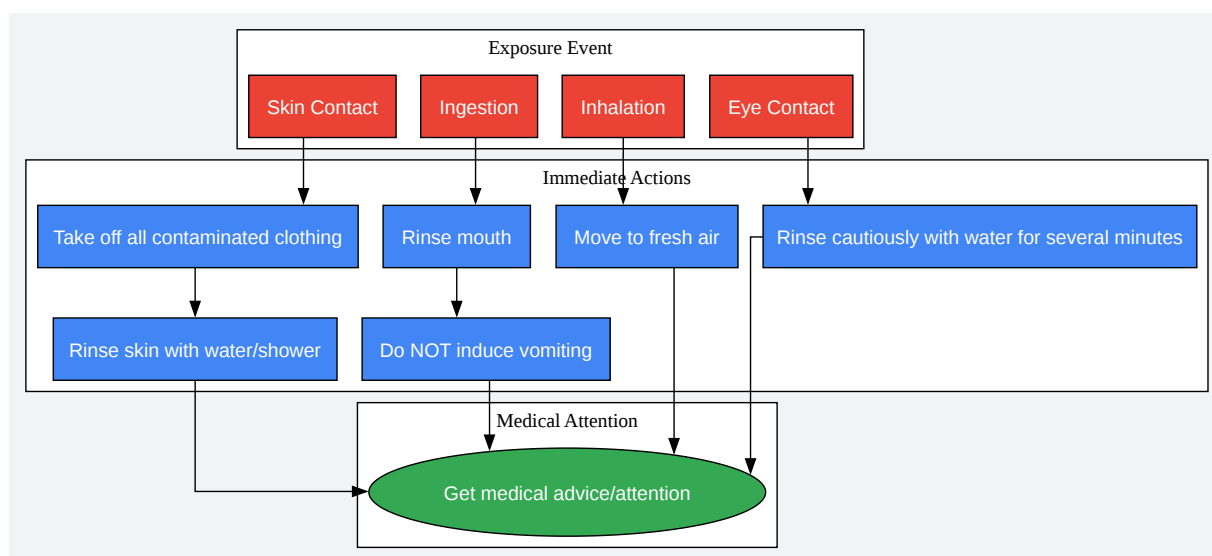 Exposure Event
Skin Contact
Ingestion
Inhalation
Eye Contact
Immediate Actions
Take off all contaminated clothing
Rinse mouth
Move to fresh air
Rinse cautiously with water for several minutes
Rinse skin with water/shower
Do NOT induce vomiting
Medical Attention
Get medical advice/attention